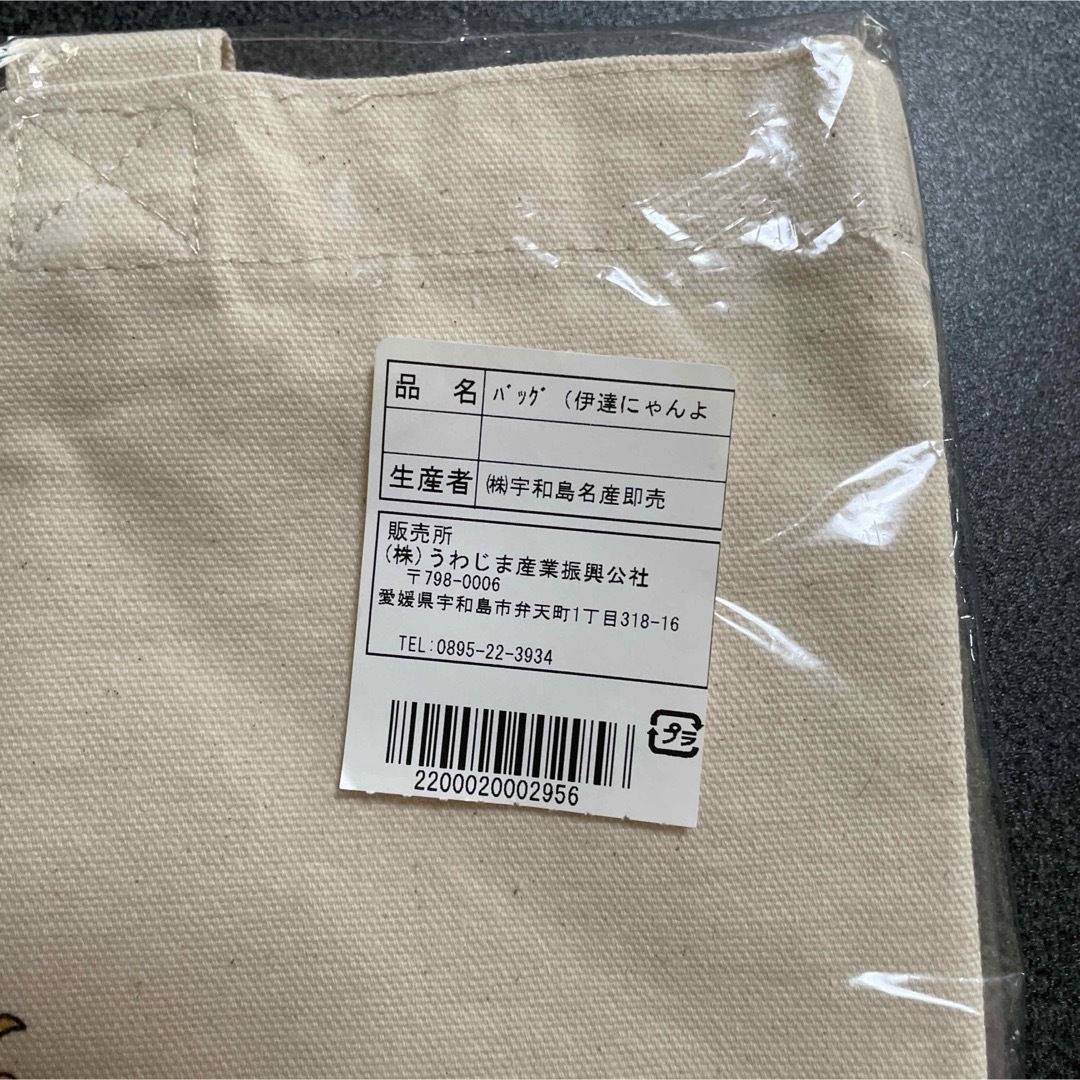 品 名 ﾊﾞｯｸﾞ (伊達にゃんよ
生産者 ㈱宇和島名産即売
販売所
(株)うわじま産業振興公社
〒798-0006
愛媛県宇和島市弁天町1丁目318-16
TEL:0895-22-3934
プラ
2200020002956